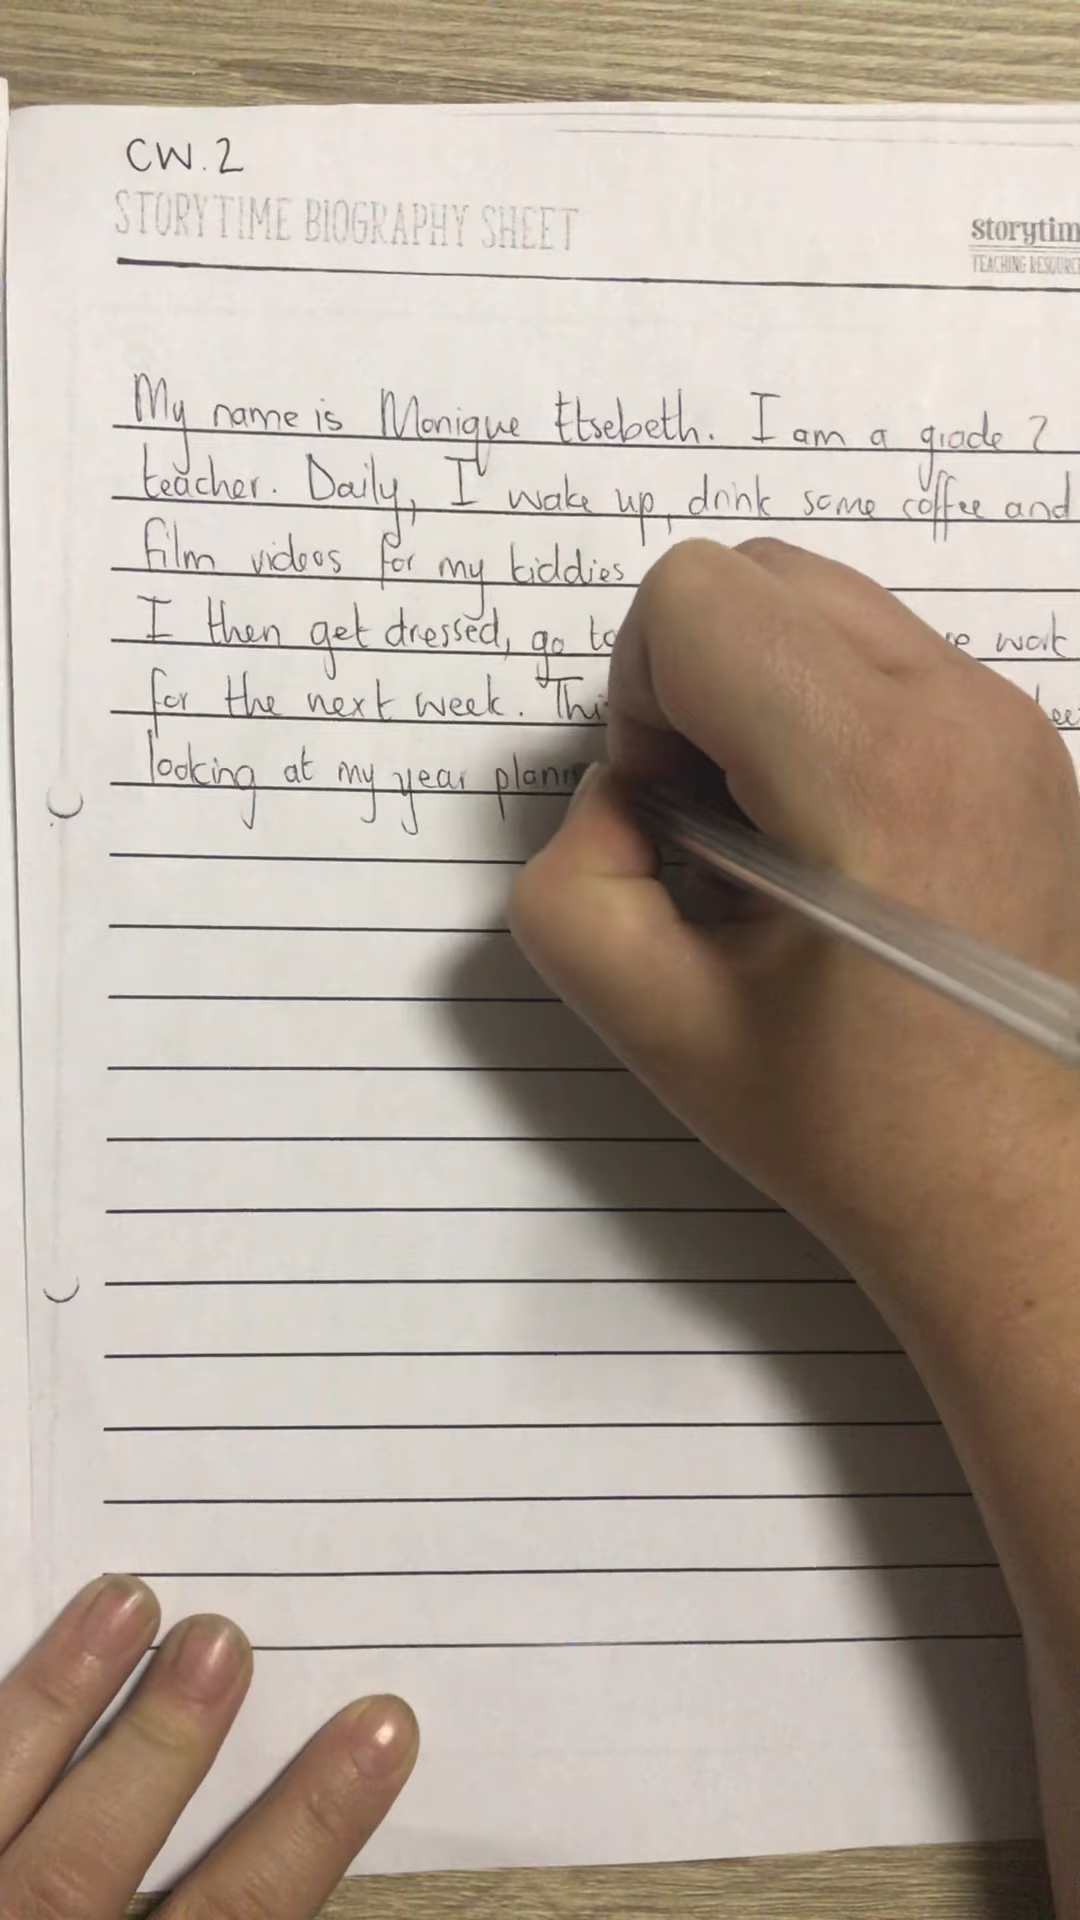 CW.2
STORYTIME BIOGRAPHY SHEET
storytim
TEACHING RESOURCE
My name is Monique Etsebeth. I am a grade 2
teacher. Daily, I wake up, drink some coffee and
film videos for my kiddies
I then get dressed, go to work
for the next week.
looking at my year